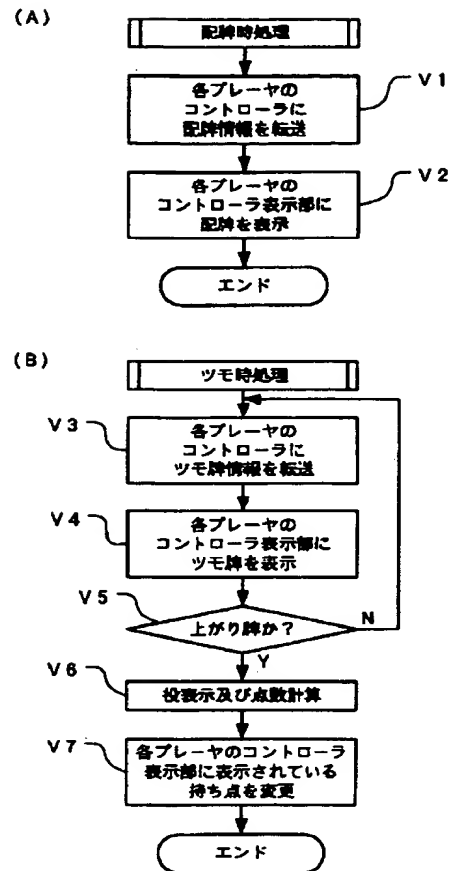 (A)
配牌時処理
各プレーヤの
コントローラに
配牌情報を転送
V1
各プレーヤの
コントローラ表示部に
配牌を表示
V2
エンド
(B)
ツモ時処理
V3
各プレーヤの
コントローラに
ツモ牌情報を転送
V4
各プレーヤの
コントローラ表示部に
ツモ牌を表示
V5
上がり牌か?
N
Y
V6
役表示及び点数計算
V7
各プレーヤのコントローラ
表示部に表示されている
持ち点を変更
エンド